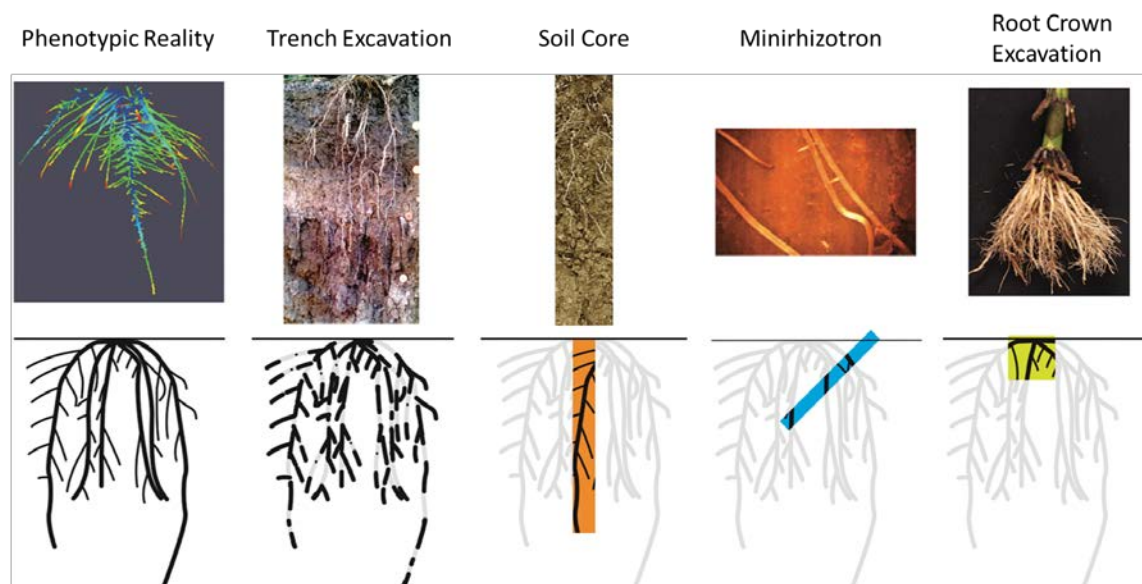 Phenotypic Reality
Trench Excavation
Soil Core
Minirhizotron
Root Crown
Excavation